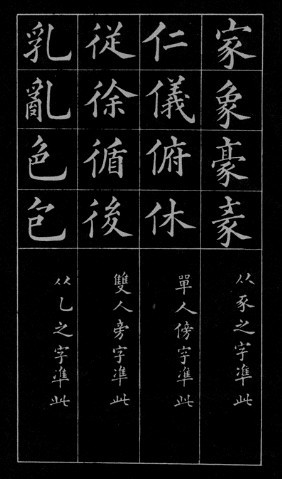 家象豪彖
从豕之字準此
仁儀俯休
單人傍字準此
從徐循後
雙人旁字準此
乳亂色包
从乚之字準此